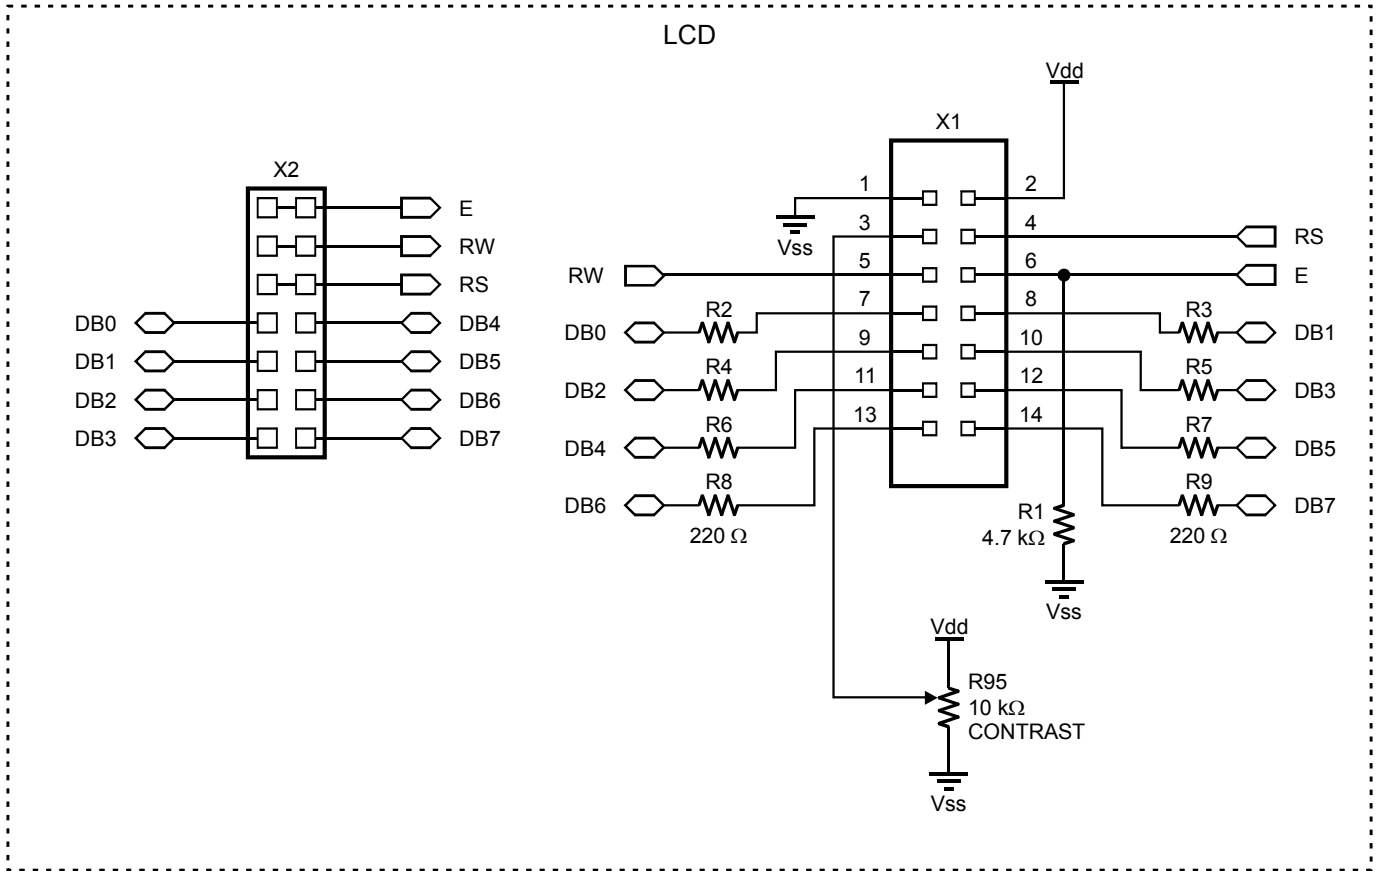 LCD
Vdd
X1
X2
1 2
E
3 4
Vss
RS
RW
RW 5 6 E
RS
7 8
R2 R3
DB0 DB4
DB0 DB1
9 10
DB1 DB5
R4 R5
DB2 DB3
11 12
DB2 DB6
13 14
R6 R7
DB3 DB7
DB4 DB5
R8 R9
DB6 DB7
R1
220 Ω 4.7 kΩ 220 Ω
Vss
Vdd
R95
10 kΩ
CONTRAST
Vss